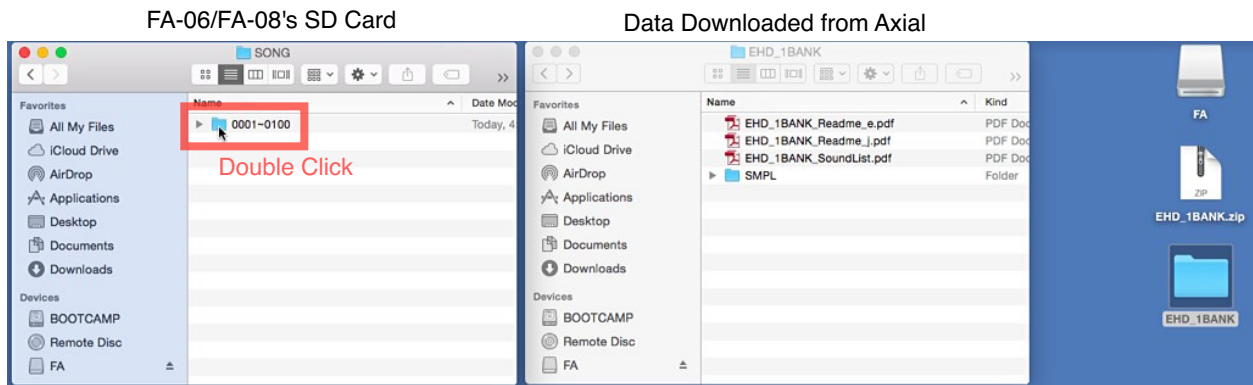 FA-06/FA-08's SD Card
Data Downloaded from Axial
SONG
Favorites
All My Files
iCloud Drive
AirDrop
Applications
Desktop
Documents
Downloads
Devices
BOOTCAMP
Remote Disc
FA
Name
Date Mod
0001~0100
Today, 4:
Double Click
EHD_1BANK
Favorites
All My Files
iCloud Drive
AirDrop
Applications
Desktop
Documents
Downloads
Devices
BOOTCAMP
Remote Disc
FA
Name
Kind
EHD_1BANK_Readme_e.pdf
PDF Doc
EHD_1BANK_Readme_j.pdf
PDF Doc
EHD_1BANK_SoundList.pdf
PDF Doc
SMPL
Folder
FA
ZIP
EHD_1BANK.zip
EHD_1BANK